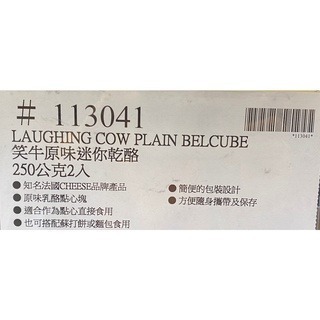 # 113041
*113041*
LAUGHING COW PLAIN BELCUBE
笑牛原味迷你乾酪
250公克2入
●知名法國CHEESE品牌產品
●原味乳酪點心塊
●適合作為點心直接食用
●也可搭配蘇打餅或麵包食用
●簡便的包裝設計
●方便隨身攜帶及保存